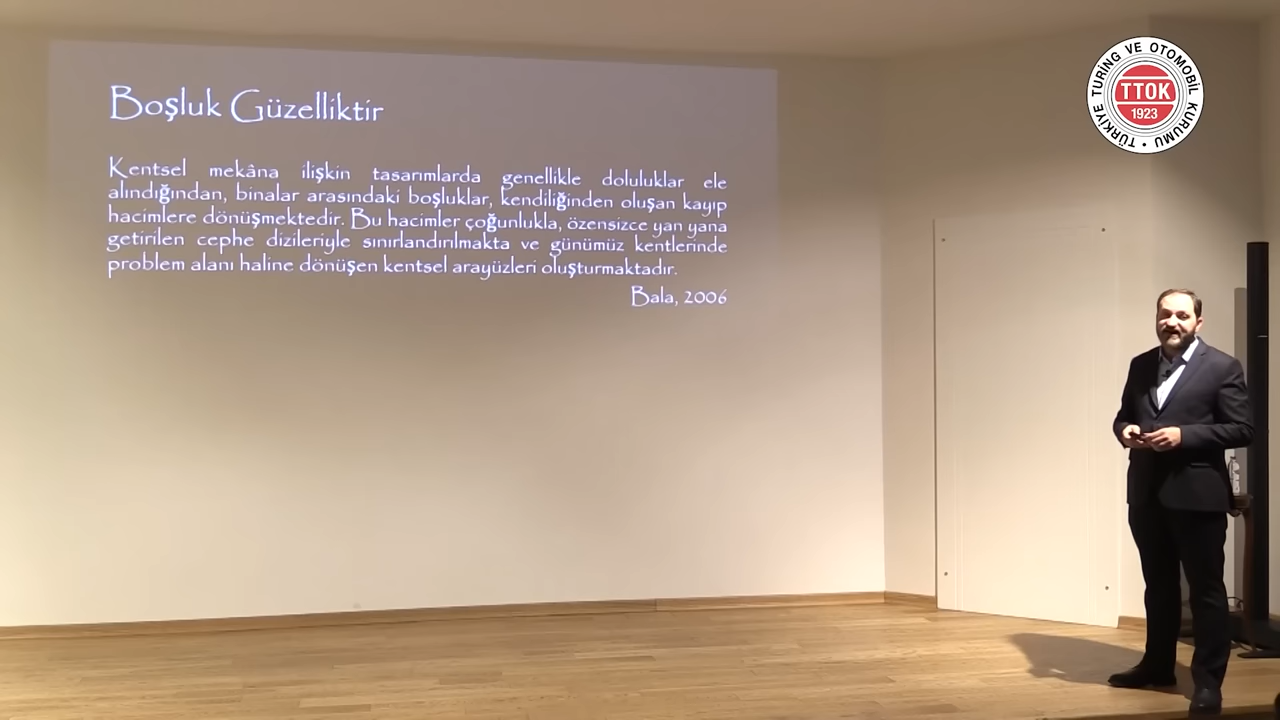 Boşluk Güzelliktir
Kentsel mekâna ilişkin tasarımlarda genellikle doluluklar ele
alındığından, binalar arasındaki boşluklar, kendiliğinden oluşan kayıp
hacimlere dönüşmektedir. Bu hacimler çoğunlukla, özensizce yan yana
getirilen cephe dizileriyle sınırlandırılmakta ve günümüz kentlerinde
problem alanı haline dönüşen kentsel arayüzleri oluşturmaktadır.
Bala, 2006
TÜRKİYE TURİNG VE OTOMOBİL KURUMU
TTOK
1923